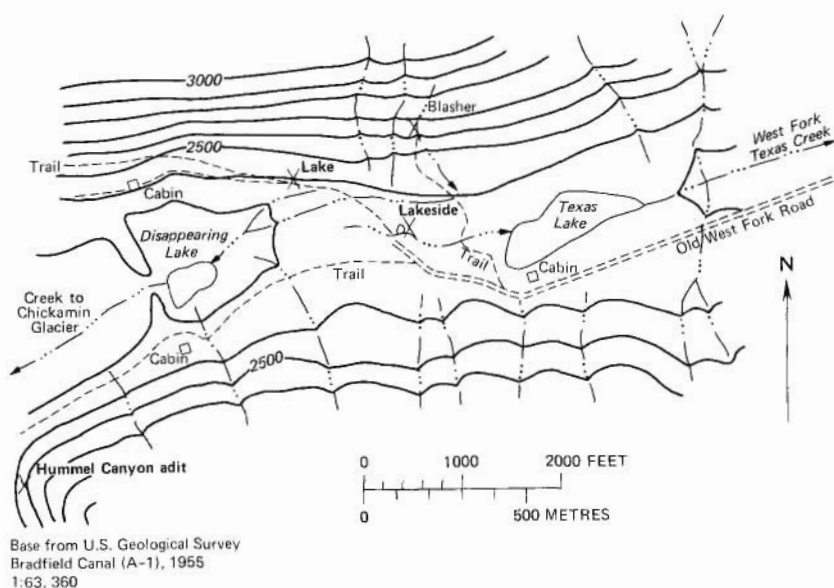 3000
Blasher
West Fork
Texas Creek
2500
Trail
Lake
Cabin
Lakeside
Texas
Lake
Old West Fork Road
Disappearing
Lake
Trail
Trail
Cabin
N
Creek to
Chickamin
Glacier
Cabin
2500
0 1000 2000 FEET
Hummel Canyon adit
0 500 METRES
Base from U.S. Geological Survey
Bradfield Canal (A-1), 1955
1:63, 360